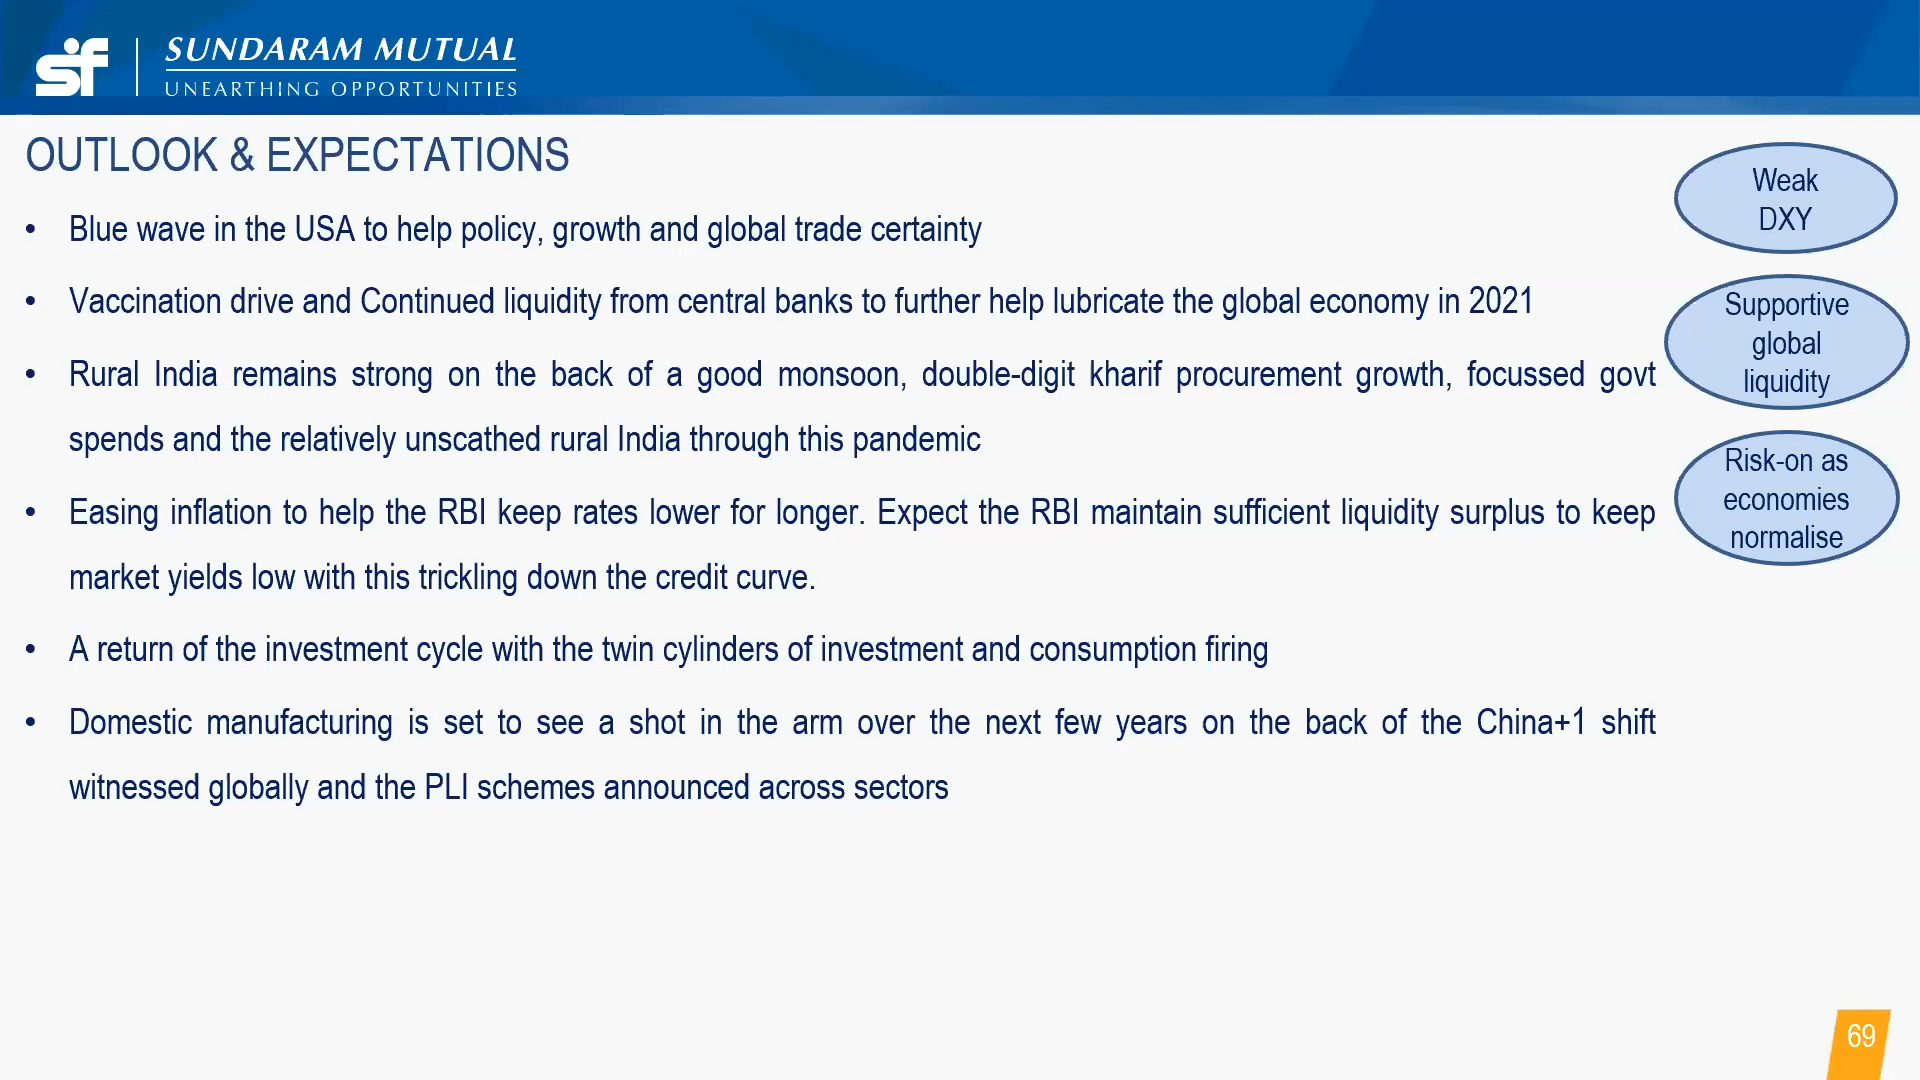 sf
SUNDARAM MUTUAL
UNEARTHING OPPORTUNITIES
OUTLOOK & EXPECTATIONS
• Blue wave in the USA to help policy, growth and global trade certainty
• Vaccination drive and Continued liquidity from central banks to further help lubricate the global economy in 2021
• Rural India remains strong on the back of a good monsoon, double-digit kharif procurement growth, focussed govt
spends and the relatively unscathed rural India through this pandemic
• Easing inflation to help the RBI keep rates lower for longer. Expect the RBI maintain sufficient liquidity surplus to keep
market yields low with this trickling down the credit curve.
• A return of the investment cycle with the twin cylinders of investment and consumption firing
• Domestic manufacturing is set to see a shot in the arm over the next few years on the back of the China+1 shift
witnessed globally and the PLI schemes announced across sectors
Weak
DXY
Supportive
global
liquidity
Risk-on as
economies
normalise
69